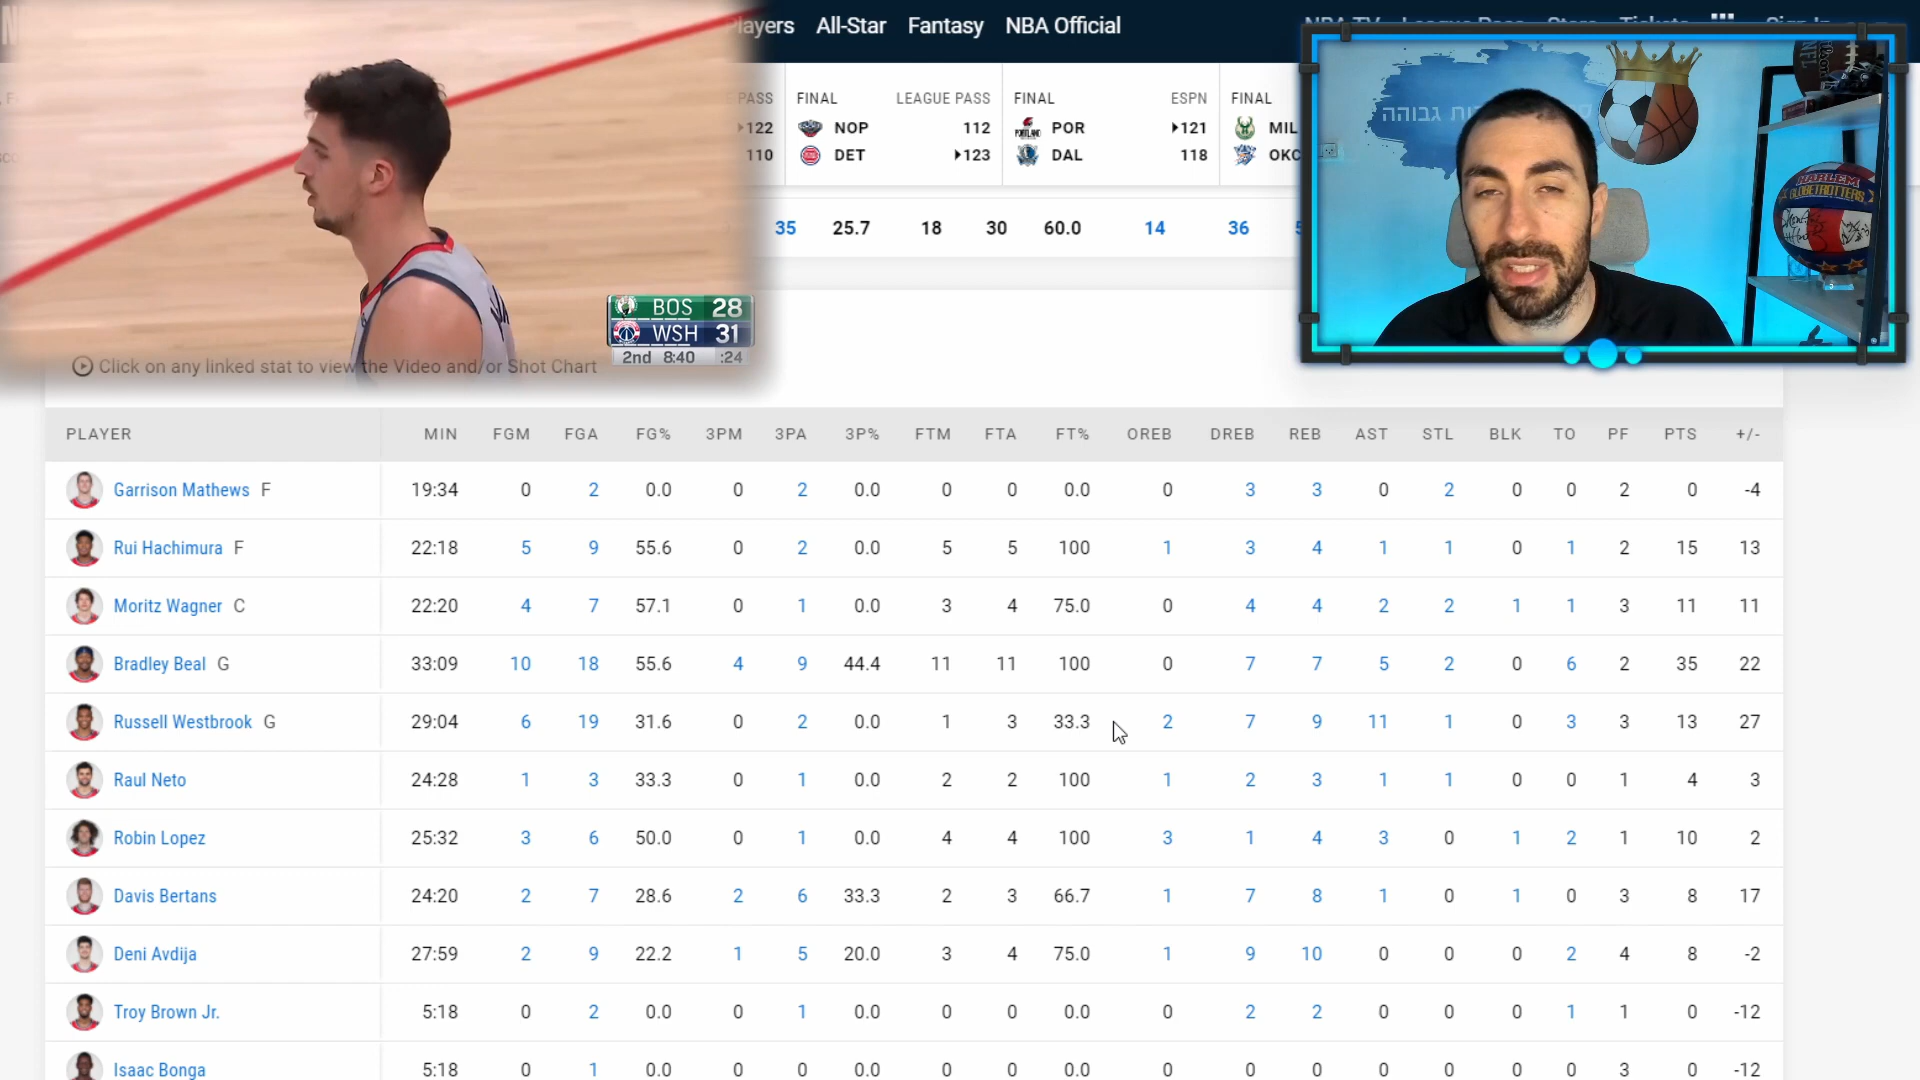 Players All-Star Fantasy NBA Official
FINAL LEAGUE PASS FINAL ESPN FINAL
122 NOP 112 POR 121 MIL
110 DET 123 DAL 118 OKC
35 25.7 18 30 60.0 14 36
BOS 28
WSH 31
2nd 8:40 :24
Click on any linked stat to view the Video and/or Shot Chart
גבוהה
HARLEM
GLOBETROTTERS
PLAYER MIN FGM FGA FG% 3PM 3PA 3P% FTM FTA FT% OREB DREB REB AST STL BLK TO PF PTS +/-
Garrison Mathews F 19:34 0 2 0.0 0 2 0.0 0 0 0.0 0 3 3 0 2 0 0 2 0 -4
Rui Hachimura F 22:18 5 9 55.6 0 2 0.0 5 5 100 1 3 4 1 1 0 1 2 15 13
Moritz Wagner C 22:20 4 7 57.1 0 1 0.0 3 4 75.0 0 4 4 2 2 1 1 3 11 11
Bradley Beal G 33:09 10 18 55.6 4 9 44.4 11 11 100 0 7 7 5 2 0 6 2 35 22
Russell Westbrook G 29:04 6 19 31.6 0 2 0.0 1 3 33.3 2 7 9 11 1 0 3 3 13 27
Raul Neto 24:28 1 3 33.3 0 1 0.0 2 2 100 1 2 3 1 1 0 0 1 4 3
Robin Lopez 25:32 3 6 50.0 0 1 0.0 4 4 100 3 1 4 3 0 1 2 1 10 2
Davis Bertans 24:20 2 7 28.6 2 6 33.3 2 3 66.7 1 7 8 1 0 1 0 3 8 17
Deni Avdija 27:59 2 9 22.2 1 5 20.0 3 4 75.0 1 9 10 0 0 0 2 4 8 -2
Troy Brown Jr. 5:18 0 2 0.0 0 1 0.0 0 0 0.0 0 2 2 0 0 0 1 1 0 -12
Isaac Bonga 5:18 0 1 0.0 0 0 0.0 0 0 0.0 0 0 0 0 0 0 0 3 0 -12